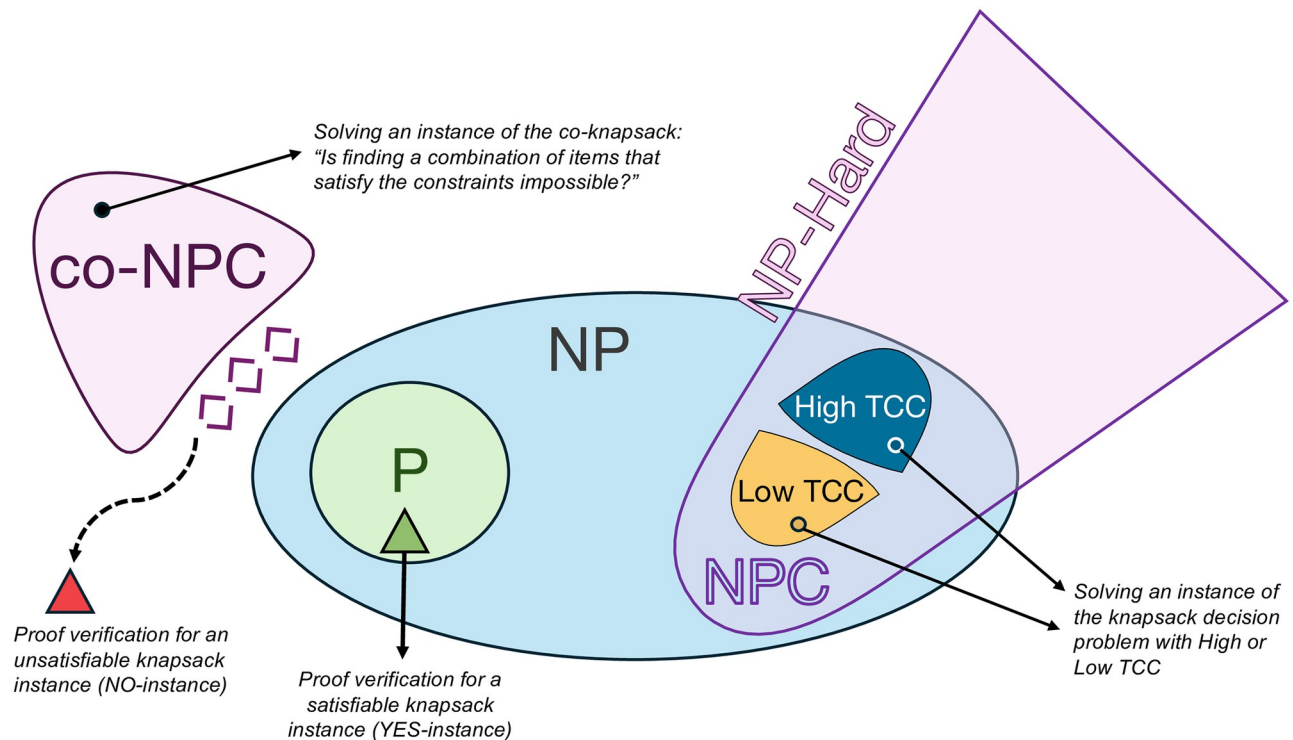 Solving an instance of the co-knapsack:
“Is finding a combination of items that
satisfy the constraints impossible?”
NP-Hard
co-NPC
NP
High TCC
P
Low TCC
NPC
Solving an instance of
the knapsack decision
problem with High or
Low TCC
Proof verification for an
unsatisfiable knapsack
instance (NO-instance)
Proof verification for a
satisfiable knapsack
instance (YES-instance)